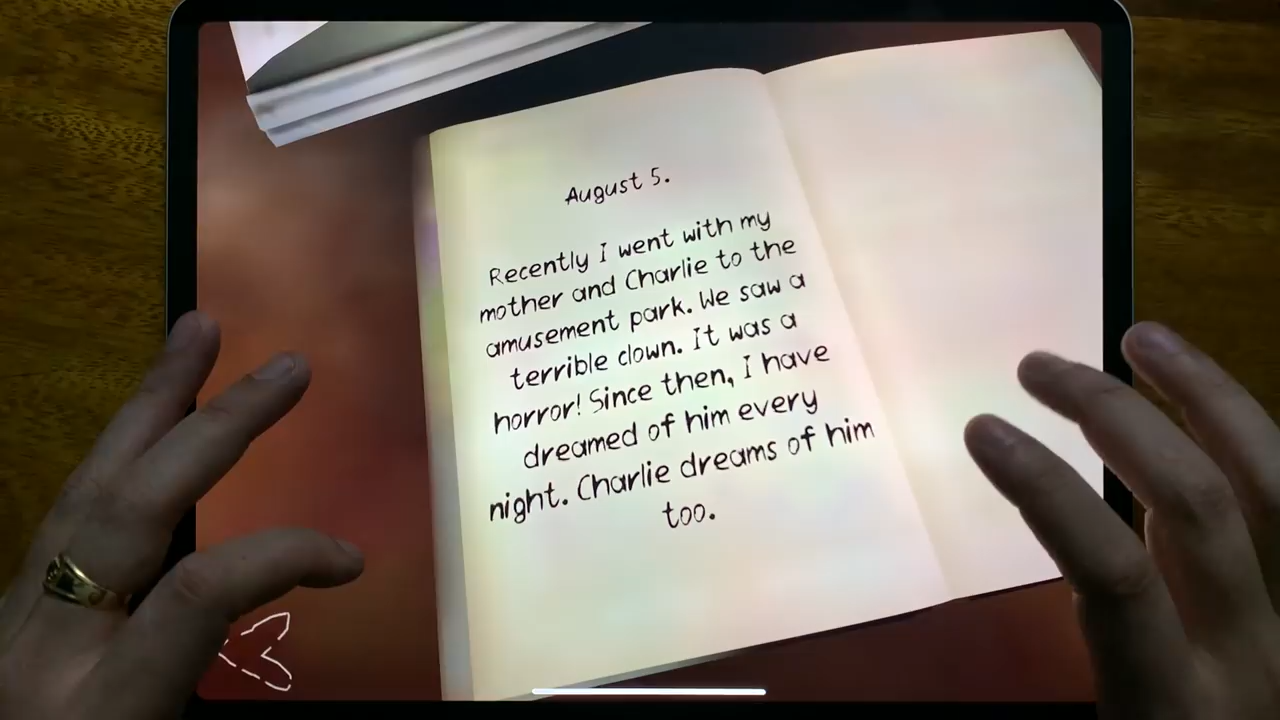 August 5.
Recently I went with my
mother and Charlie to the
amusement park. We saw a
terrible clown. It was a
horror! Since then, I have
dreamed of him every
night. Charlie dreams of him
too.